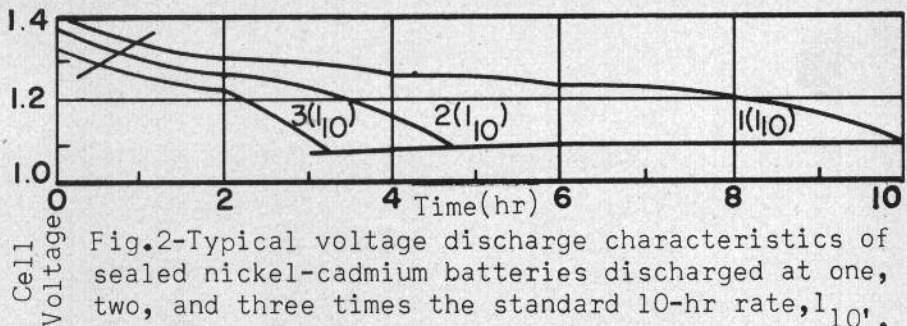 1.4
1.2
1.0
3(I10)
2(I10)
1(I10)
0
2
4
6
8
10
Time(hr)
Cell
Voltage
Fig.2-Typical voltage discharge characteristics of
sealed nickel-cadmium batteries discharged at one,
two, and three times the standard 10-hr rate,I10'.